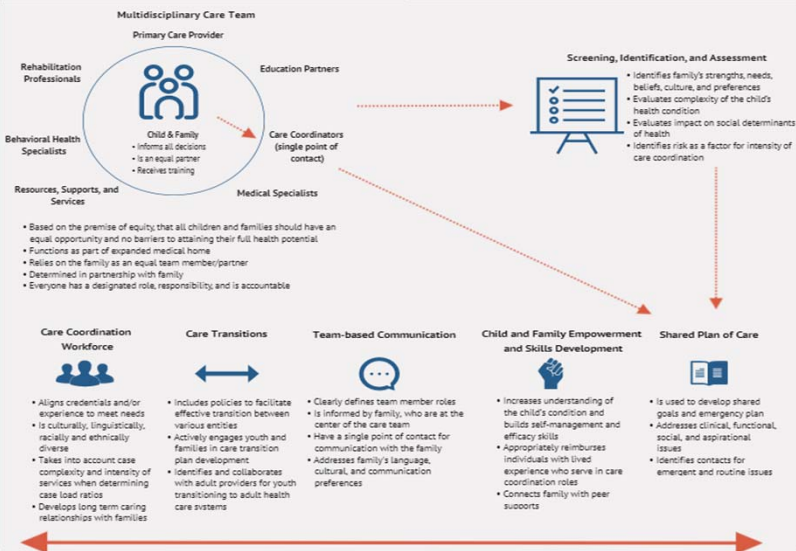 Multidisciplinary Care Team
Primary Care Provider
Rehabilitation
Professionals
Education Partners
Behavioral Health
Specialists
Child & Family
• Informs all decisions
• Is an equal partner
• Receives training
Care Coordinators
(single point of
contact)
Resources, Supports, and
Services
Medical Specialists
• Based on the premise of equity, that all children and families should have an
equal opportunity and no barriers to attaining their full health potential
• Functions as part of expanded medical home
• Relies on the family as an equal team member/partner
• Determined in partnership with family
• Everyone has a designated role, responsibility, and is accountable
Screening, Identification, and Assessment
• Identifies family's strengths, needs,
beliefs, culture, and preferences
• Evaluates complexity of the child's
health condition
• Evaluates impact on social determinants
of health
• Identifies risk as a factor for intensity of
care coordination
Care Coordination
Workforce
• Aligns credentials and/or
experience to meet needs
• Is culturally, linguistically,
racially and ethnically
diverse
• Takes into account case
complexity and intensity of
services when determining
case load ratios
• Develops long term caring
relationships with families
Care Transitions
• Includes policies to facilitate
effective transition between
various entities
• Actively engages youth and
families in care transition
plan development
• Identifies and collaborates
with adult providers for youth
transitioning to adult health
care systems
Team-based Communication
• Clearly defines team member roles
• Is informed by family, who are at the
center of the care team
• Have a single point of contact for
communication with the family
• Addresses family's language,
cultural, and communication
preferences
Child and Family Empowerment
and Skills Development
• Increases understanding of
the child's condition and
builds self-management and
efficacy skills
• Appropriately reimburses
individuals with lived
experience who serve in care
coordination roles
• Connects family with peer
supports
Shared Plan of Care
• Is used to develop shared
goals and emergency plan
• Addresses clinical, functional,
social, and aspirational
issues
• Identifies contacts for
emergent and routine issues